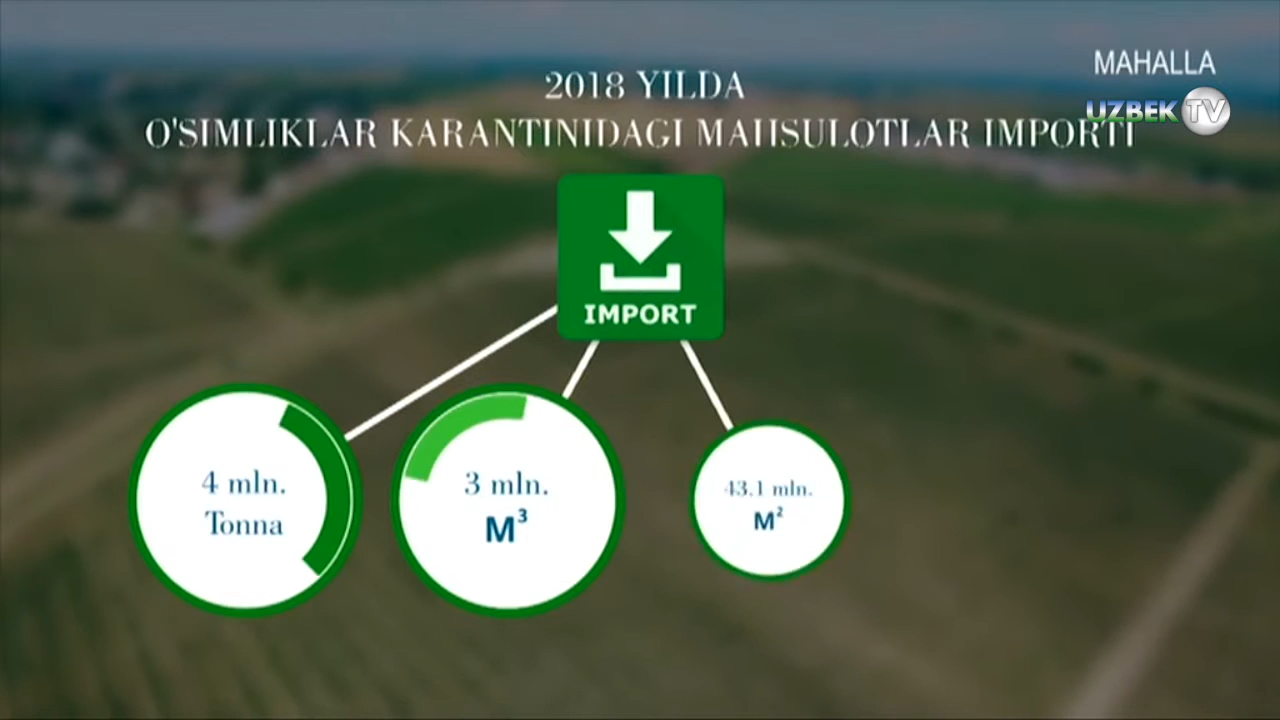 MAHALLA
UZBEK TV
2018 YILDA
O'SIMLIKLAR KARANTINIDAGI MAHSULOTLAR IMPORTI
IMPORT
4 mln.
Tonna
3 mln.
M³
43.1 mln.
M²